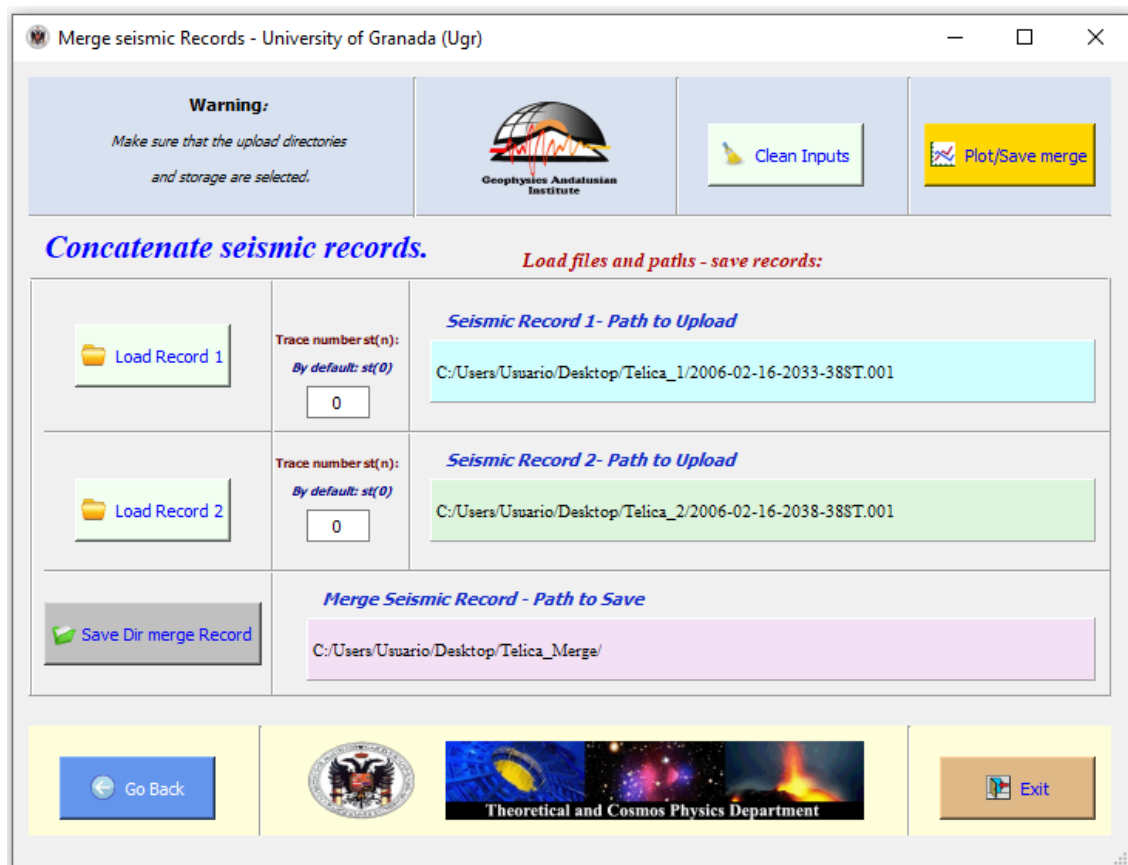 Merge seismic Records - University of Granada (Ugr)
Warning:
Make sure that the upload directories
and storage are selected.
Geophysics Andalusian
Institute
Clean Inputs
Plot/Save merge
Concatenate seismic records.
Load files and paths - save records:
Load Record 1
Trace number st(n):
By default: st(0)
0
Seismic Record 1- Path to Upload
C:/Users/Usuario/Desktop/Telica_1/2006-02-16-2033-38ST.001
Load Record 2
Trace number st(n):
By default: st(0)
0
Seismic Record 2- Path to Upload
C:/Users/Usuario/Desktop/Telica_2/2006-02-16-2038-38ST.001
Save Dir merge Record
Merge Seismic Record - Path to Save
C:/Users/Usuario/Desktop/Telica_Merge/
Go Back
Theoretical and Cosmos Physics Department
Exit